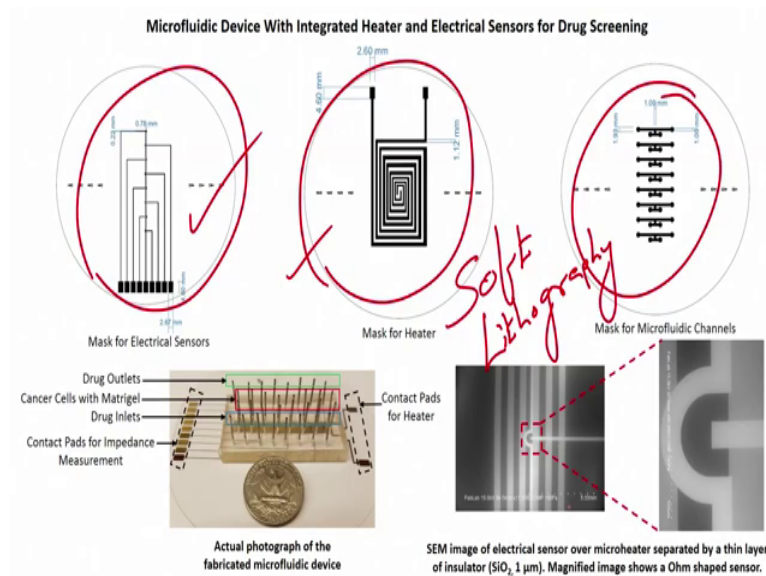 Microfluidic Device With Integrated Heater and Electrical Sensors for Drug Screening
2.60 mm
4.60 mm
1.12 mm
0.78 mm
0.22 mm
2.67 mm
1.00 mm
Soft
Lithography
Mask for Electrical Sensors
Mask for Heater
Mask for Microfluidic Channels
Drug Outlets
Cancer Cells with Matrigel
Drug Inlets
Contact Pads for Impedance
Measurement
Contact Pads
for Heater
Actual photograph of the
fabricated microfluidic device
SEM image of electrical sensor over microheater separated by a thin layer
of insulator (SiO2, 1 μm). Magnified image shows a Ohm shaped sensor.